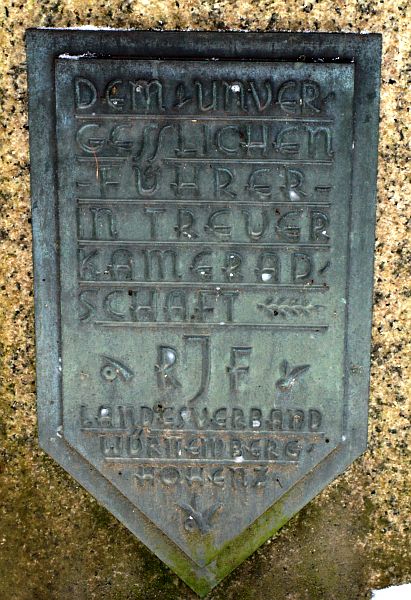 DEM UNVER-
GESSLICHEN
-FÜHRER-
IN TREUER
KAMERAD-
SCHAFT
RJF
LANDESVERBAND
WÜRTTEMBERG-
HOHENZ.